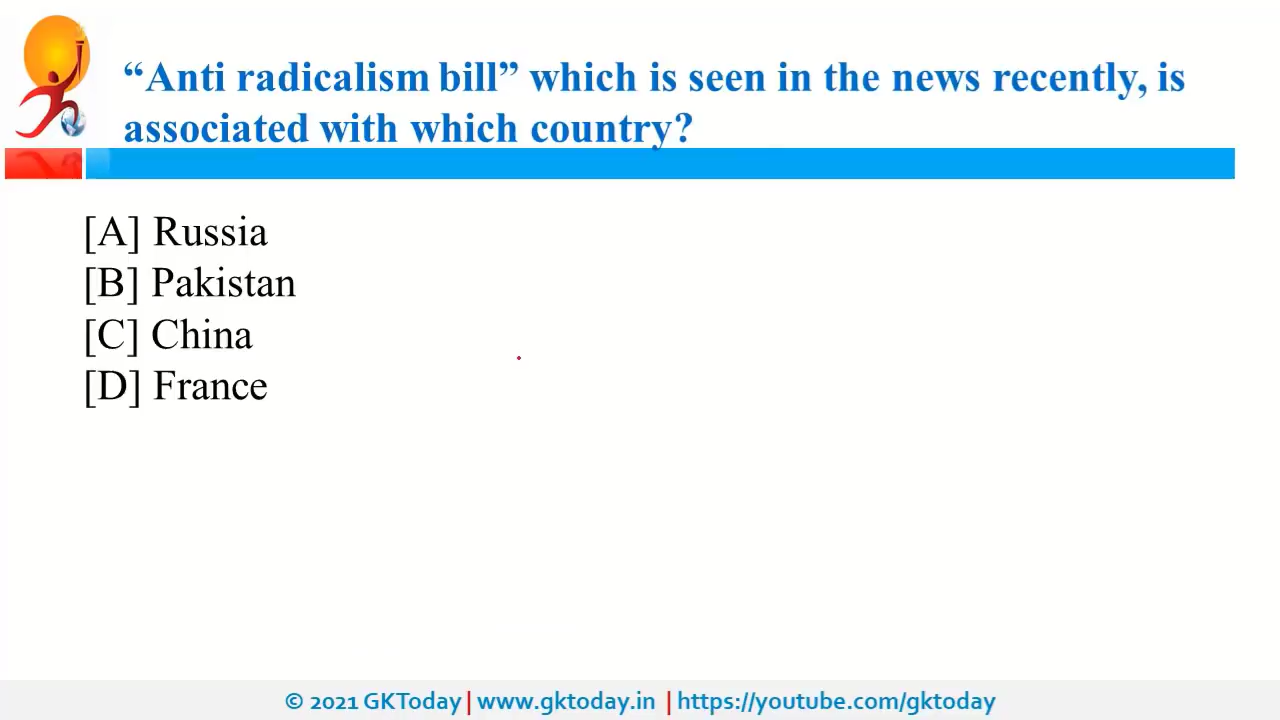 “Anti radicalism bill” which is seen in the news recently, is
associated with which country?
[A] Russia
[B] Pakistan
[C] China
[D] France
© 2021 GKToday | www.gktoday.in | https://youtube.com/gktoday